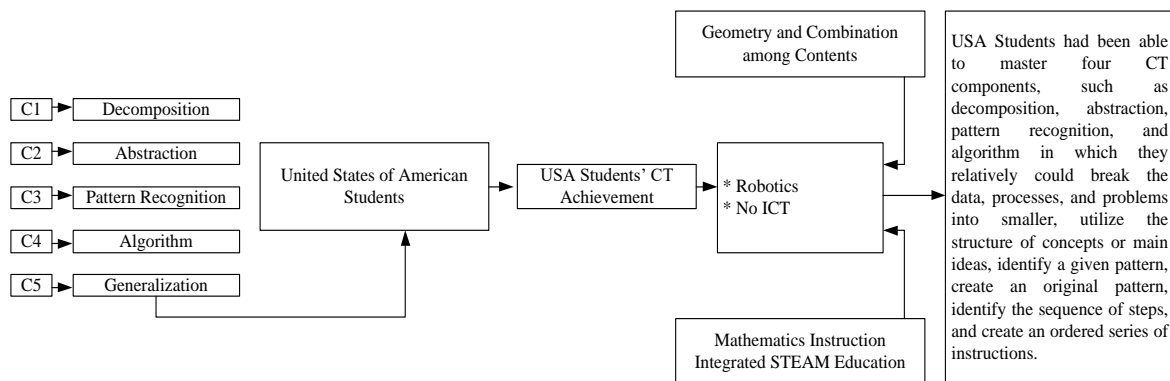 C1
Decomposition
C2
Abstraction
C3
Pattern Recognition
C4
Algorithm
C5
Generalization
United States of American
Students
USA Students’ CT
Achievement
Geometry and Combination
among Contents
* Robotics
* No ICT
Mathematics Instruction
Integrated STEAM Education
USA Students had been able
to master four CT
components, such as
decomposition, abstraction,
pattern recognition, and
algorithm in which they
relatively could break the
data, processes, and problems
into smaller, utilize the
structure of concepts or main
ideas, identify a given pattern,
create an original pattern,
identify the sequence of steps,
and create an ordered series of
instructions.